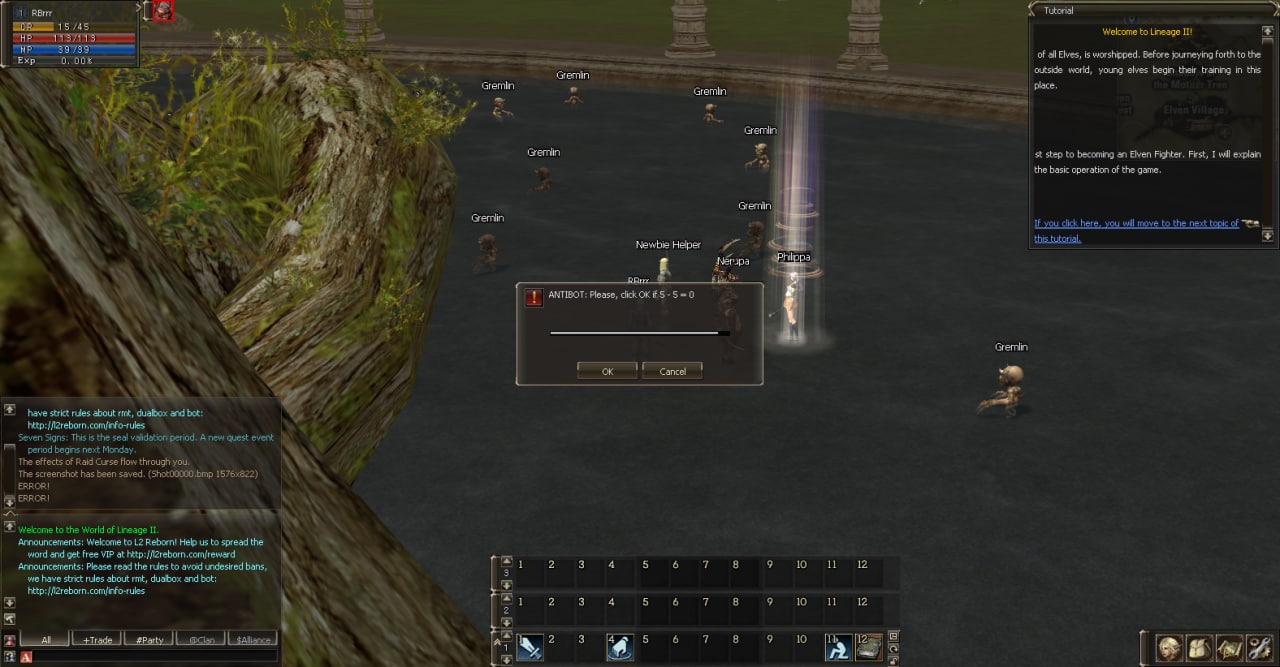 1 RBrrr
CP 15/45
HP 113/113
MP 39/39
Exp 0.00%
Tutorial
Welcome to Lineage II!
of all Elves, is worshipped. Before journeying forth to the
outside world, young elves begin their training in this
place.
the Mother Tree
Elven Village
st step to becoming an Elven Fighter. First, I will explain
the basic operation of the game.
If you click here, you will move to the next topic of
this tutorial.
Gremlin
Gremlin
Gremlin
Gremlin
Gremlin
Gremlin
Gremlin
Newbie Helper
Nerupa
Philippa
RBrrr
ANTIBOT: Please, click OK if 5 - 5 = 0
OK
Cancel
Gremlin
have strict rules about rmt, dualbox and bot:
http://l2reborn.com/info-rules
Seven Signs: This is the seal validation period. A new quest event
period begins next Monday.
The effects of Raid Curse flow through you.
The screenshot has been saved. (Shot00000.bmp 1576x822)
ERROR!
ERROR!
Welcome to the World of Lineage II.
Announcements: Welcome to L2 Reborn! Help us to spread the
word and get free VIP at http://l2reborn.com/reward
Announcements: Please read the rules to avoid undesired bans,
we have strict rules about rmt, dualbox and bot:
http://l2reborn.com/info-rules
All +Trade #Party @Clan $Alliance
A
3 1 2 3 4 5 6 7 8 9 10 11 12
2 1 2 3 4 5 6 7 8 9 10 11 12
1 1 2 3 4 5 6 7 8 9 10 11 12